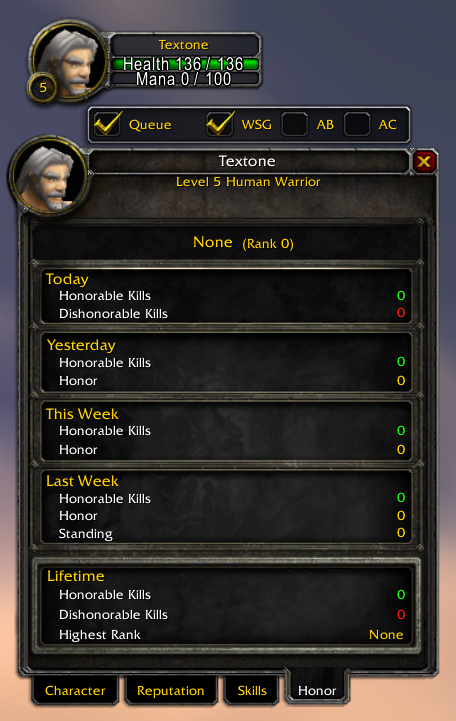 Textone
Health 136 / 136
Mana 0 / 100
5
Queue WSG AB AC
Textone
Level 5 Human Warrior
None (Rank 0)
Today
Honorable Kills 0
Dishonorable Kills 0
Yesterday
Honorable Kills 0
Honor 0
This Week
Honorable Kills 0
Honor 0
Last Week
Honorable Kills 0
Honor 0
Standing 0
Lifetime
Honorable Kills 0
Dishonorable Kills 0
Highest Rank None
Character Reputation Skills Honor